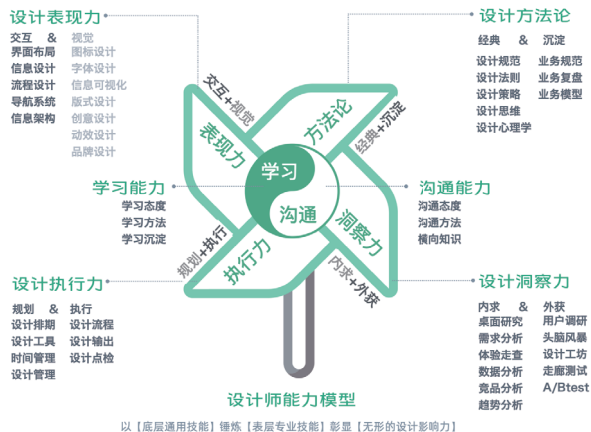 设计表现力
交互 & 视觉
界面布局 图标设计
信息设计 字体设计
流程设计 信息可视化
导航系统 版式设计
信息架构 创意设计
动效设计
品牌设计
设计方法论
经典 & 沉淀
设计规范 业务规范
设计法则 业务复盘
设计策略 业务模型
设计思维
设计心理学
交互+视觉
表现力
方法论
经典+沉淀
学习
沟通
规划+执行
执行力
洞察力
内求+外获
学习能力
学习态度
学习方法
学习沉淀
沟通能力
沟通态度
沟通方法
横向知识
设计执行力
规划 & 执行
设计排期 设计流程
设计工具 设计输出
时间管理 设计点检
设计管理
设计洞察力
内求 & 外获
桌面研究 用户调研
需求分析 头脑风暴
体验走查 设计工坊
数据分析 走廊测试
竞品分析 A/Btest
趋势分析
设计师能力模型
以【底层通用技能】锤炼【表层专业技能】彰显【无形的设计影响力】